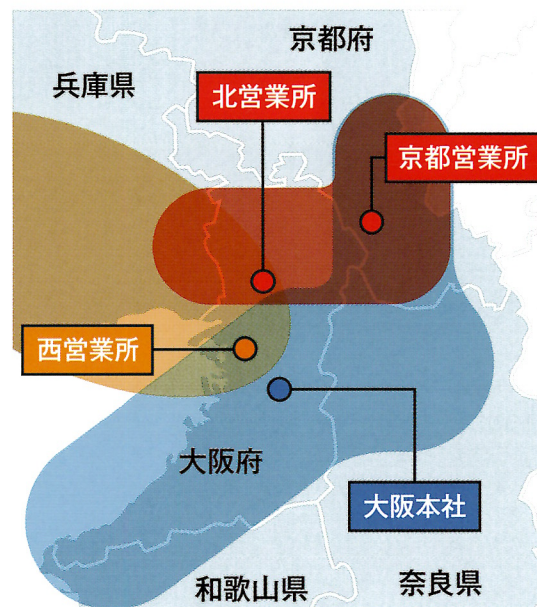 京都府
兵庫県
北営業所
京都営業所
西営業所
大阪府
大阪本社
和歌山県
奈良県